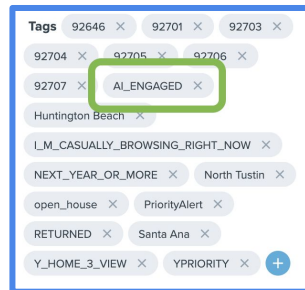 Tags 92646 × 92701 × 92703 ×
92704 × 92705 × 92706 ×
92707 × AI_ENGAGED ×
Huntington Beach ×
I_M_CASUALLY_BROWSING_RIGHT_NOW ×
NEXT_YEAR_OR_MORE × North Tustin ×
open_house × PriorityAlert ×
RETURNED × Santa Ana ×
Y_HOME_3_VIEW × YPRIORITY × +